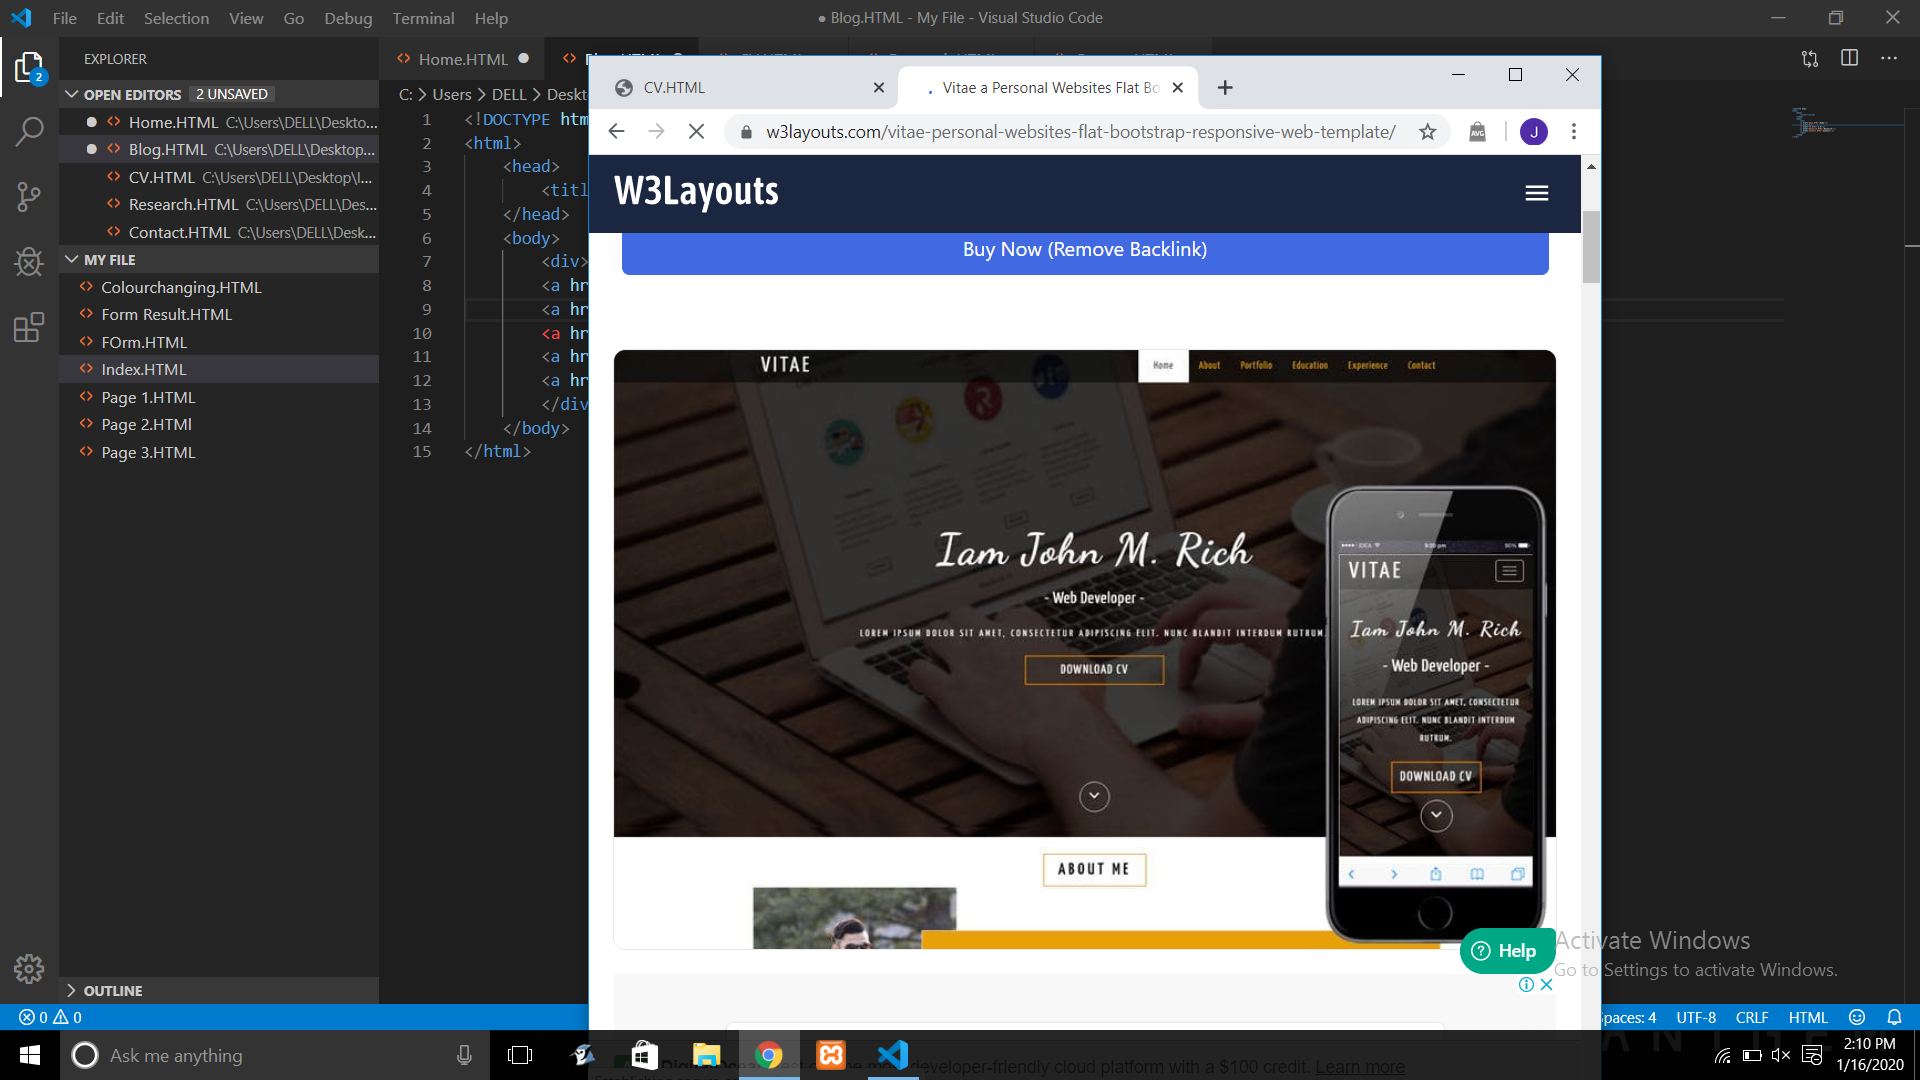 File Edit Selection View Go Debug Terminal Help
● Blog.HTML - My File - Visual Studio Code
EXPLORER
OPEN EDITORS 2 UNSAVED
Home.HTML C:\Users\DELL\Deskto...
Blog.HTML C:\Users\DELL\Desktop...
CV.HTML C:\Users\DELL\Desktop\I...
Research.HTML C:\Users\DELL\Des...
Contact.HTML C:\Users\DELL\Desk...
MY FILE
Colourchanging.HTML
Form Result.HTML
FOrm.HTML
Index.HTML
Page 1.HTML
Page 2.HTMl
Page 3.HTML
OUTLINE
2
Home.HTML
C: > Users > DELL > Deskt
1 <!DOCTYPE htm
2 <html>
3 <head>
4 <titl
5 </head>
6 <body>
7 <div>
8 <a hr
9 <a hr
10 <a hr
11 <a hr
12 <a hr
13 </div
14 </body>
15 </html>
CV.HTML
Vitae a Personal Websites Flat Bo
w3layouts.com/vitae-personal-websites-flat-bootstrap-responsive-web-template/
AVG
J
W3Layouts
Buy Now (Remove Backlink)
VITAE
Home About Portfolio Education Experience Contact
Iam John M. Rich
- Web Developer -
LOREM IPSUM DOLOR SIT AMET, CONSECTETUR ADIPISCING ELIT. NUNC BLANDIT INTERDUM RUTRUM.
DOWNLOAD CV
VITAE
Iam John M. Rich
- Web Developer -
LOREM IPSUM DOLOR SIT AMET, CONSECTETUR
ADIPISCING ELIT. NUNC BLANDIT INTERDUM
RUTRUM.
DOWNLOAD CV
ABOUT ME
Help
Activate Windows
Go to Settings to activate Windows.
0 0
paces: 4 UTF-8 CRLF HTML
Ask me anything
developer-friendly cloud platform with a $100 credit. Learn more
2:10 PM
1/16/2020